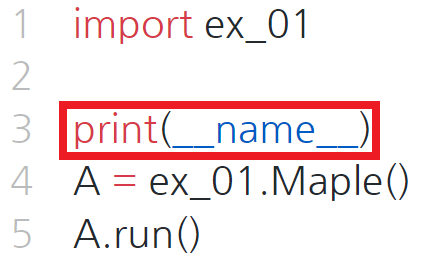 1 import ex_01
2
3 print(__name__)
4 A = ex_01.Maple()
5 A.run()